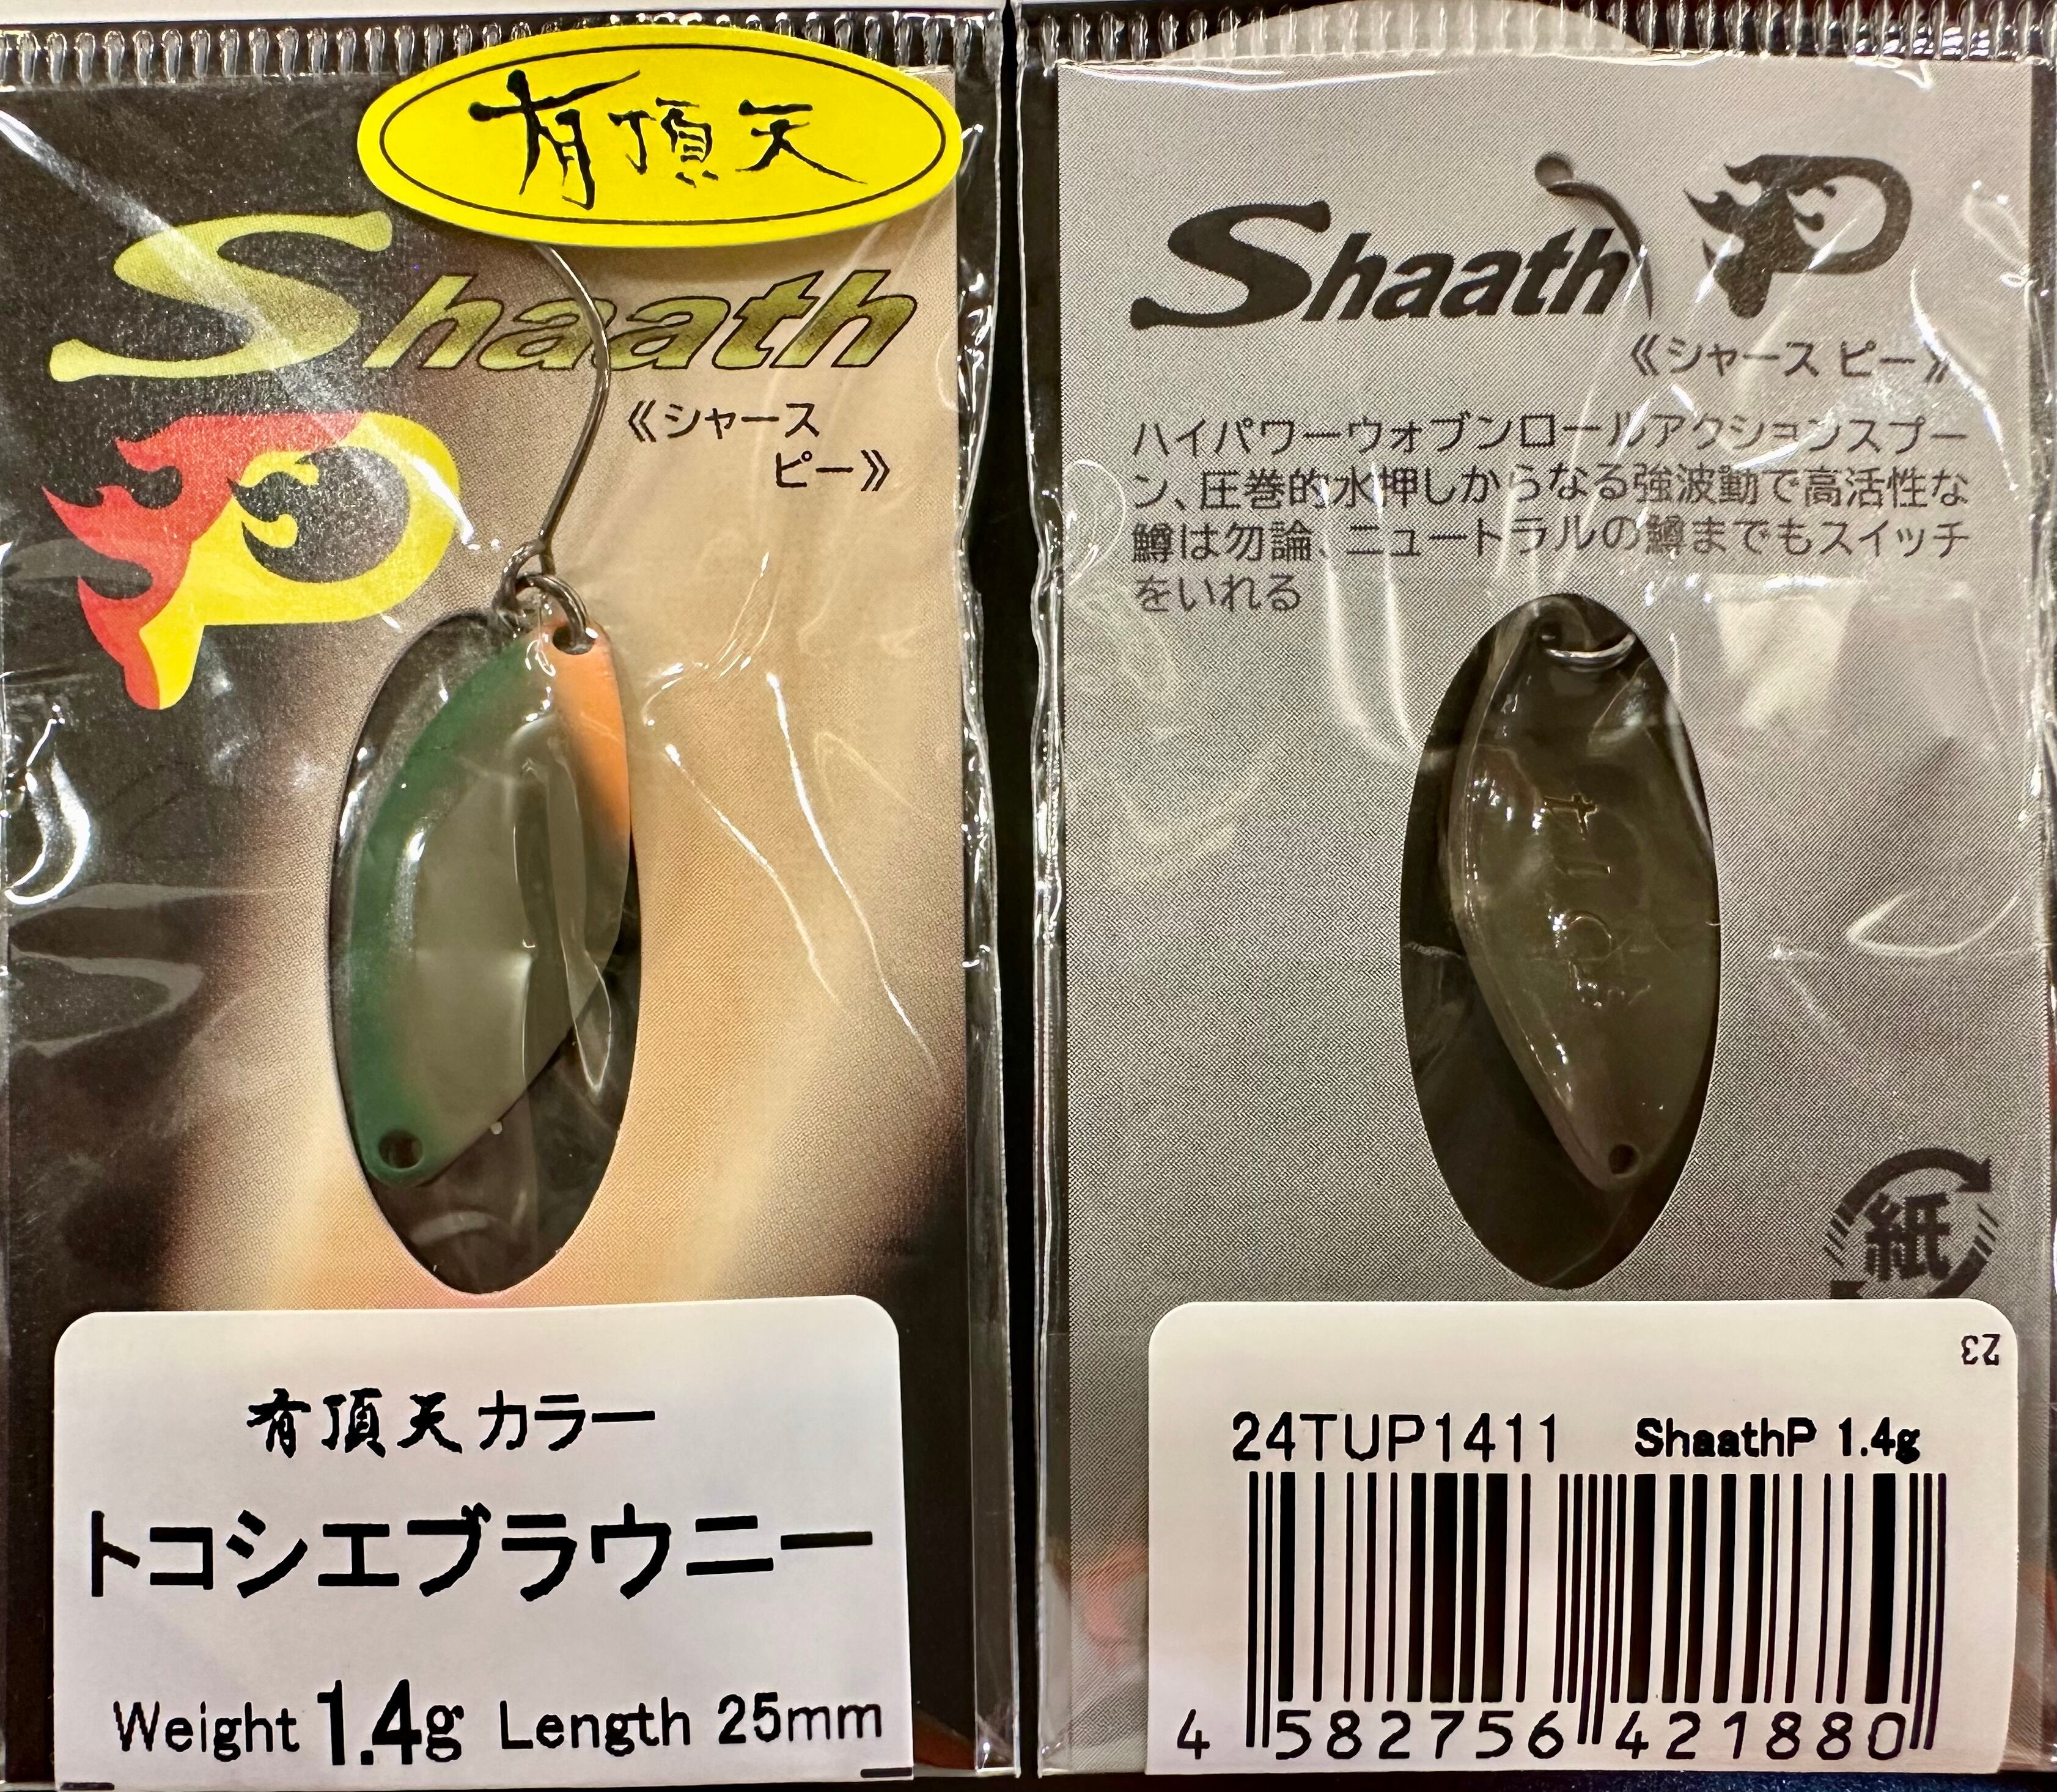 有頂天
Shaath
P
《シャース
ピー》
有頂天カラー
トコシエブラウニー
Weight 1.4g Length 25mm
Shaath P
《シャース ピー》
ハイパワーウォブンロールアクションスプー
ン、圧巻的水押しからなる強波動で高活性な
鱒は勿論、ニュートラルの鱒までもスイッチ
をいれる
紙
23
24TUP1411 ShaathP 1.4g
4 582756 421880